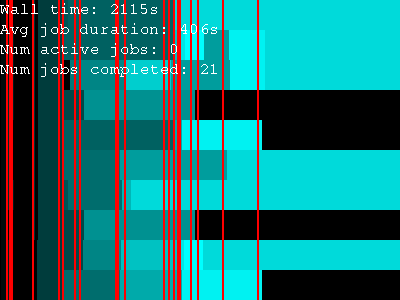 Wall time: 2115s
Avg job duration: 406s
Num active jobs: 0
Num jobs completed: 21